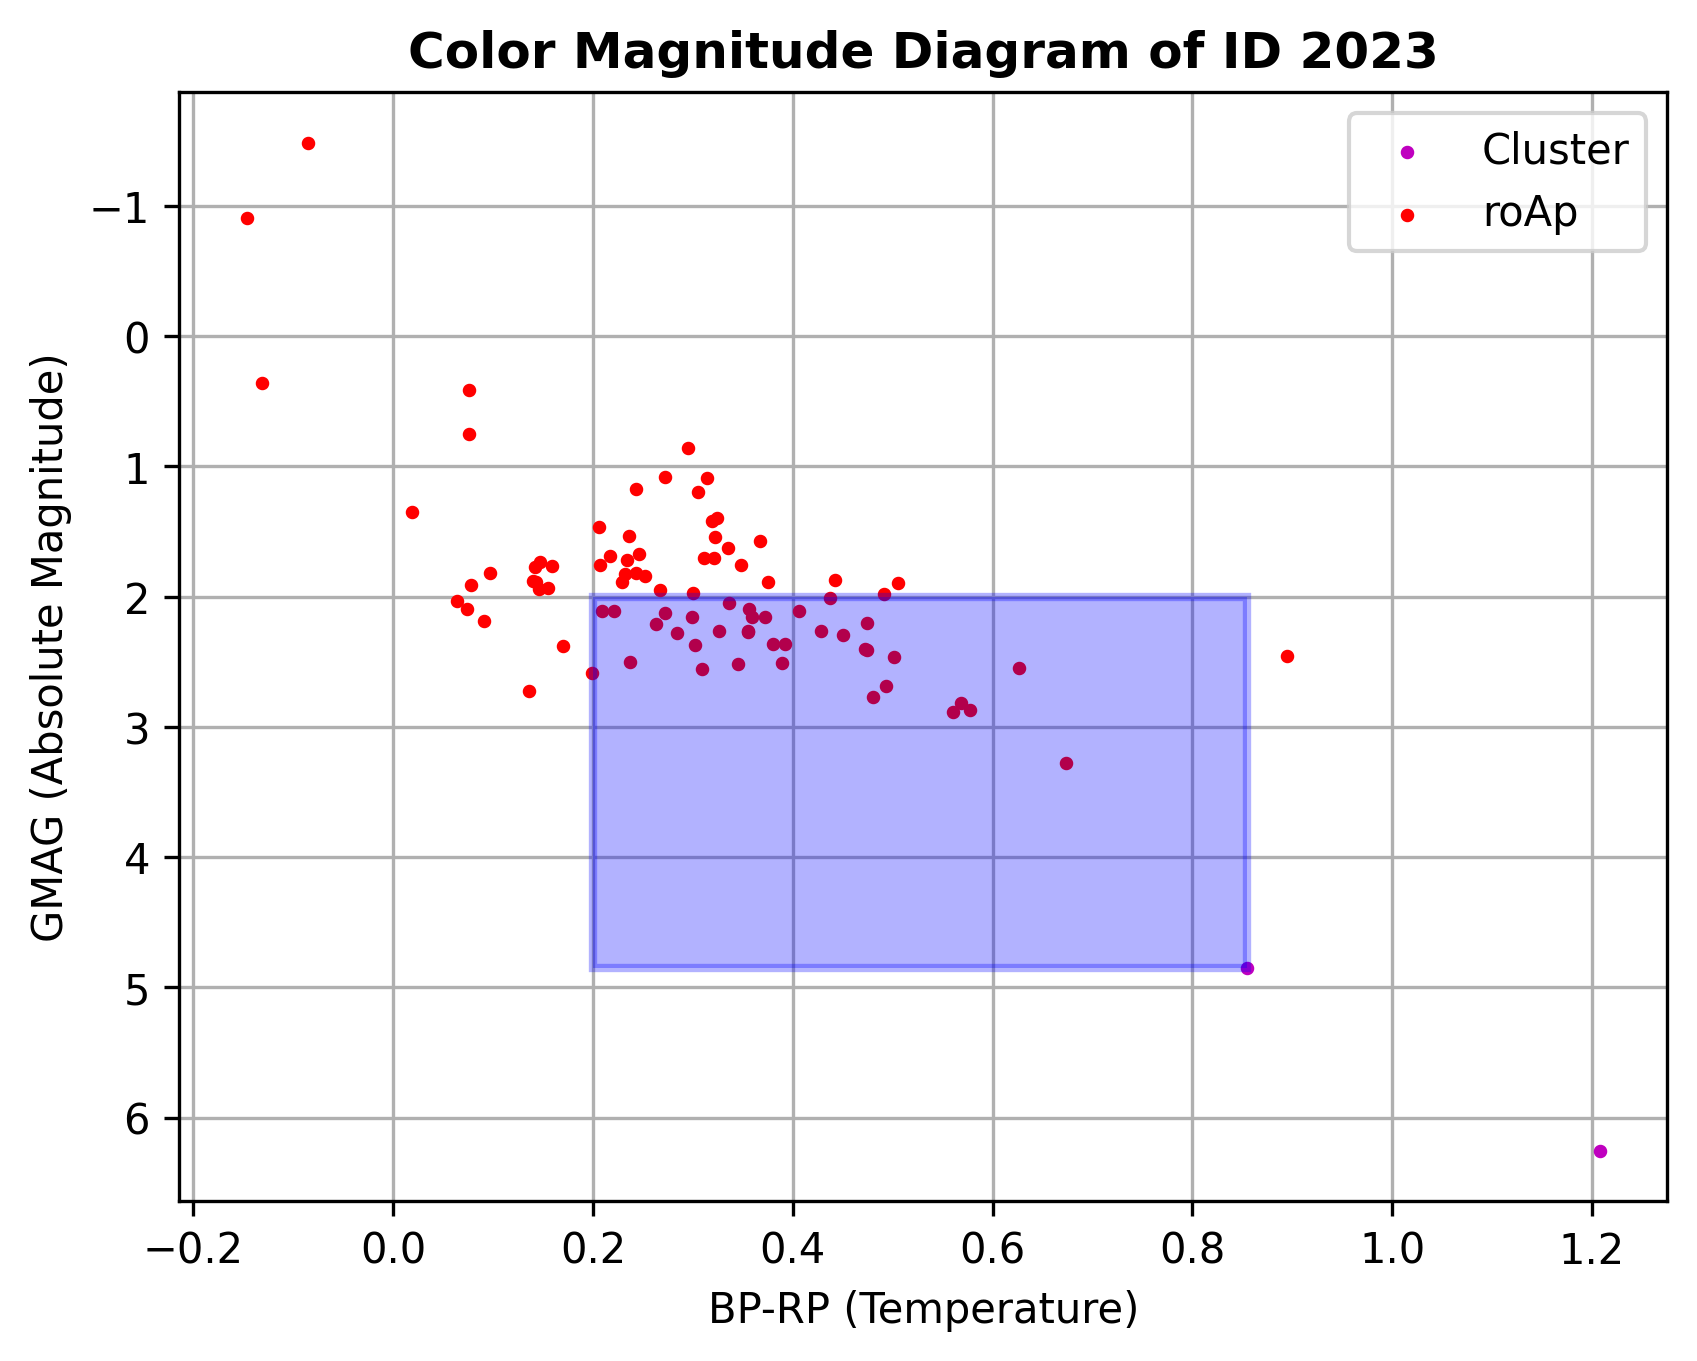 Color Magnitude Diagram of ID 2023
Cluster
roAp
GMAG (Absolute Magnitude)
−1
0
1
2
3
4
5
6
−0.2 0.0 0.2 0.4 0.6 0.8 1.0 1.2
BP-RP (Temperature)